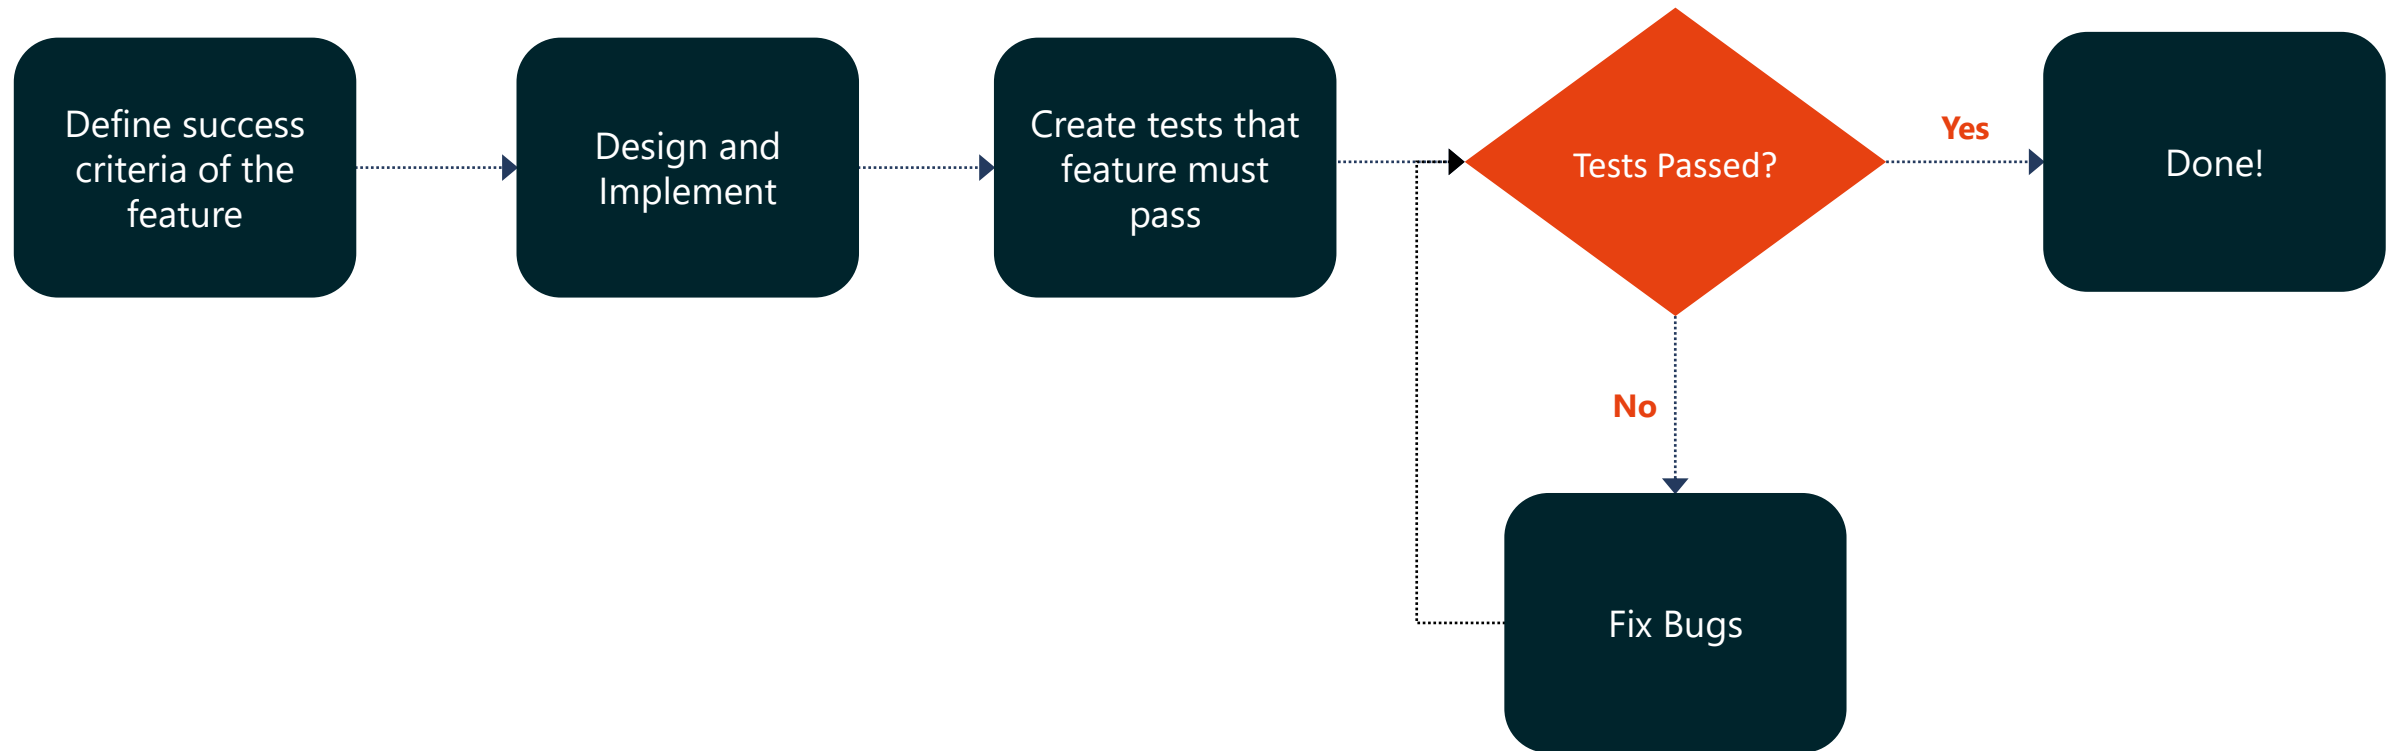 Define success
criteria of the
feature
Design and
Implement
Create tests that
feature must
pass
Tests Passed?
Yes
Done!
No
Fix Bugs